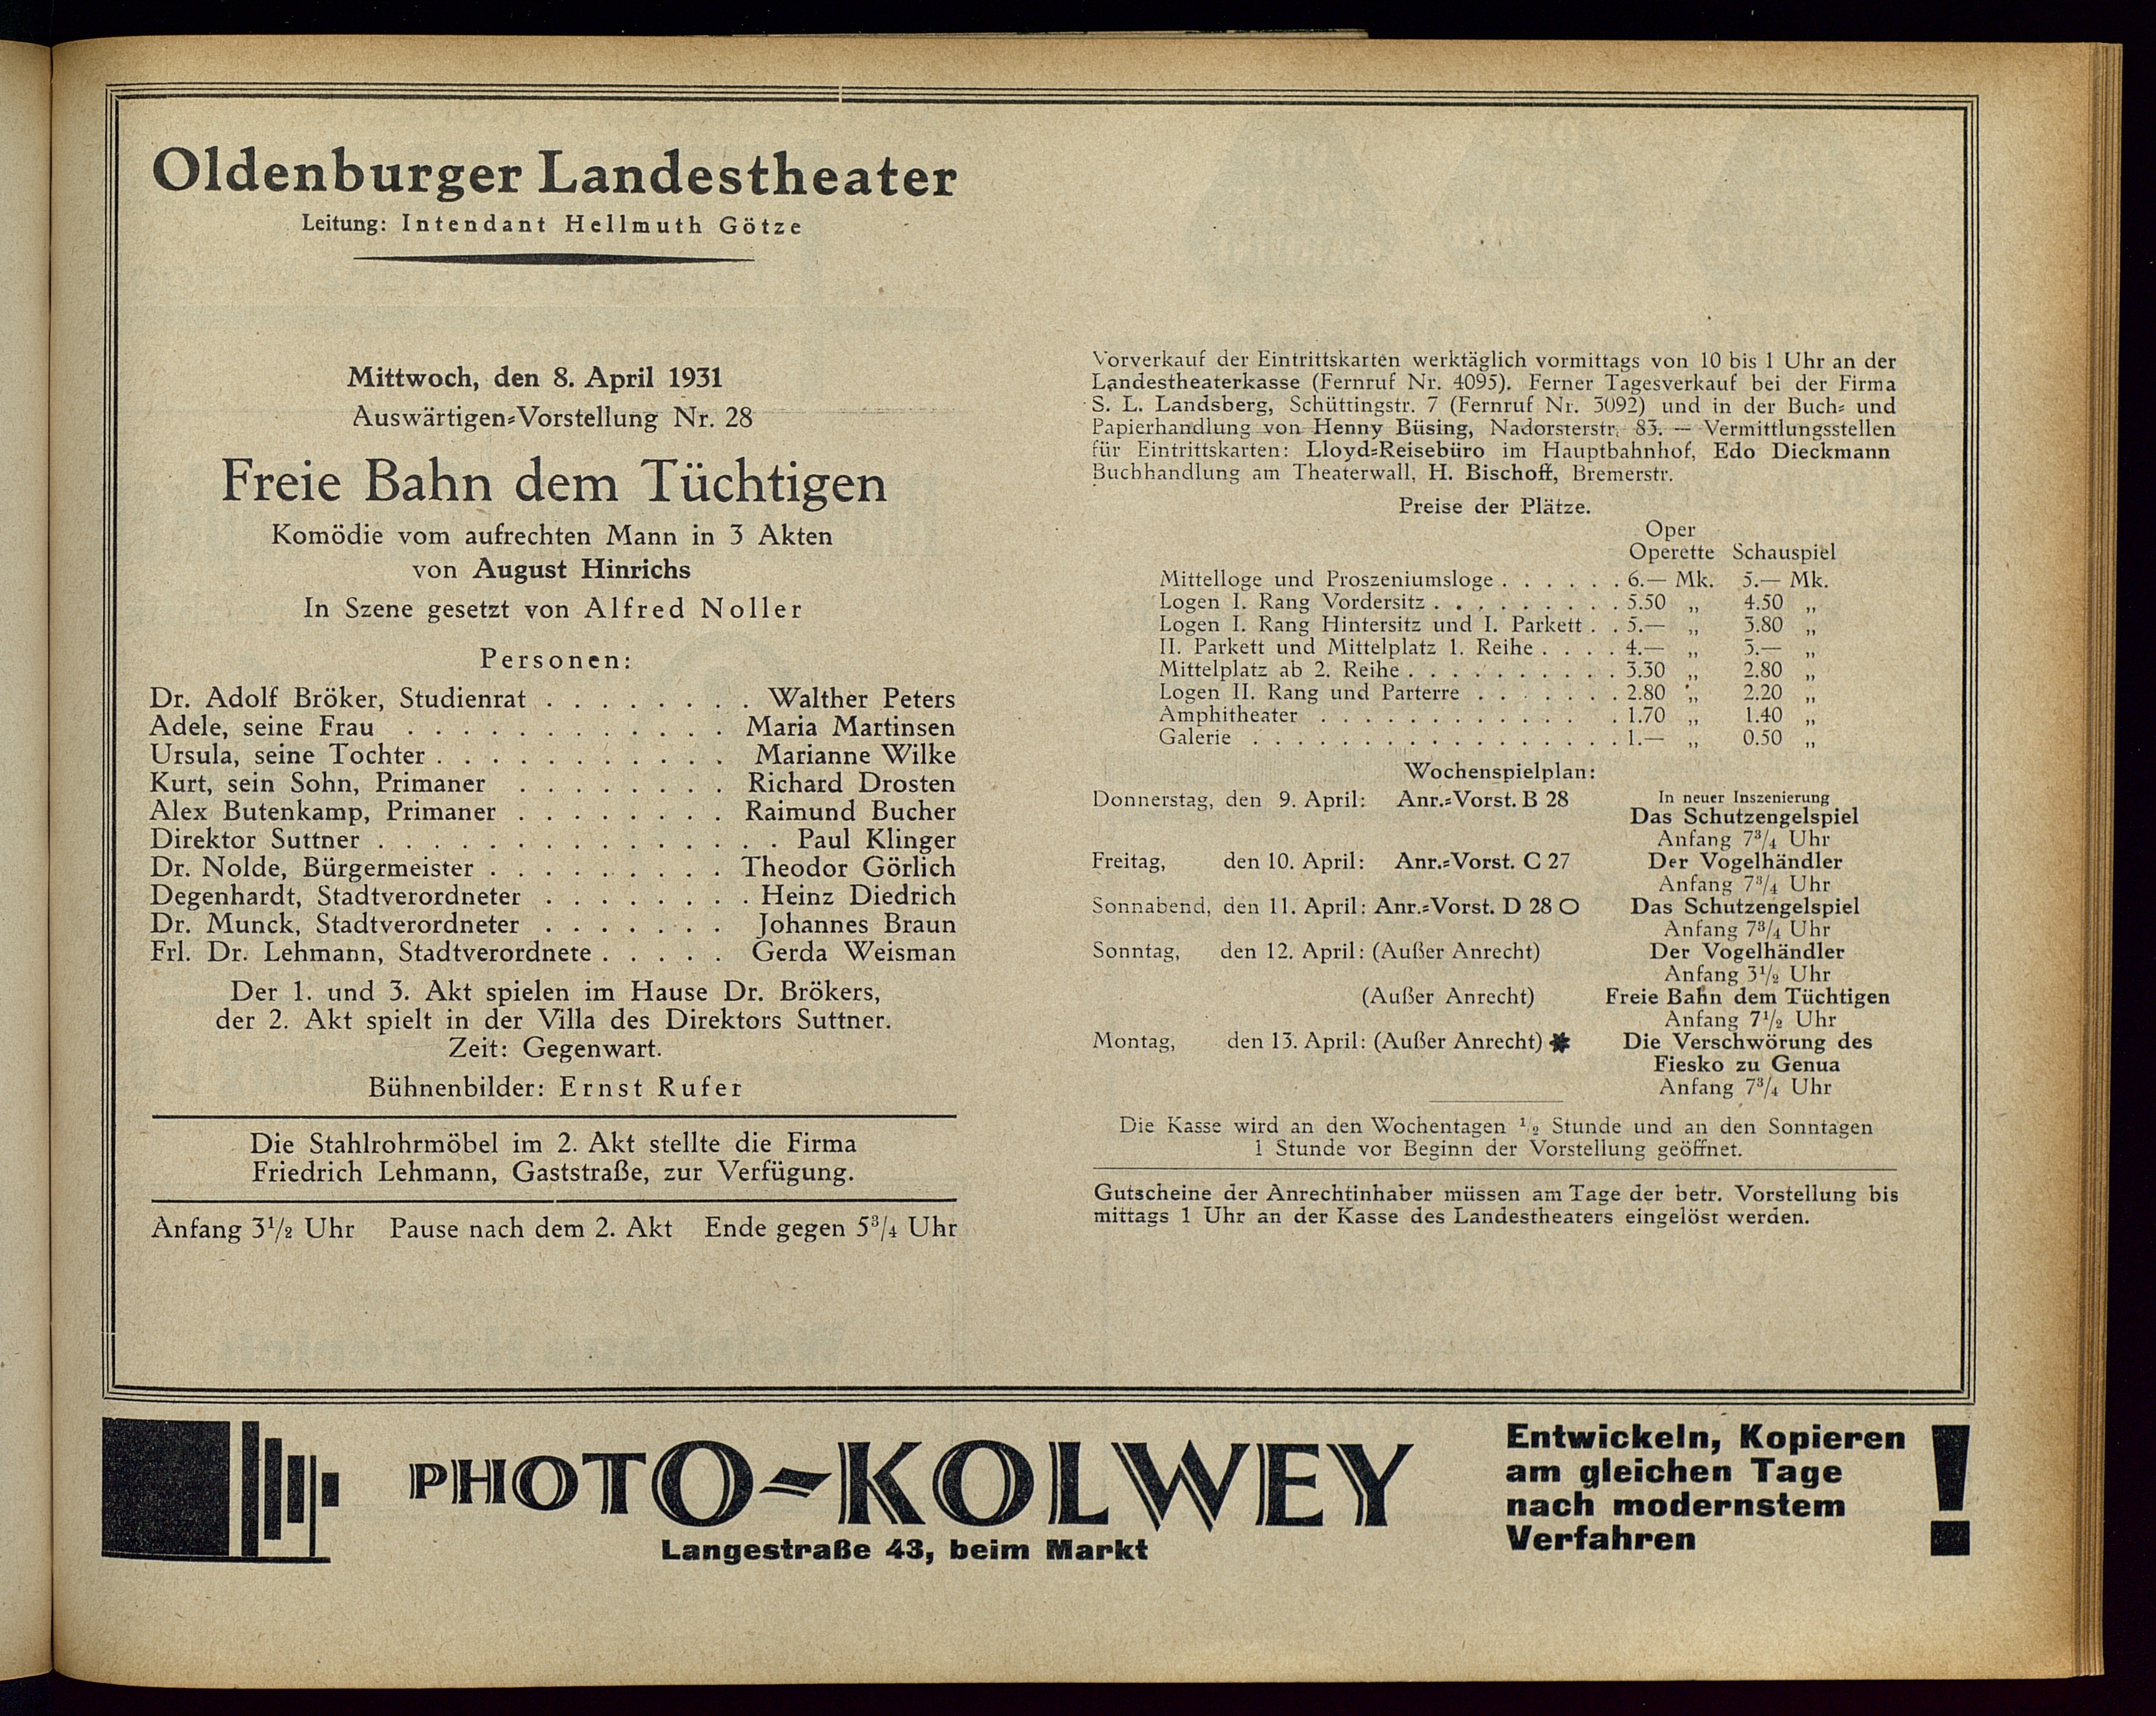 Oldenburger Landestheater
Leitung: Intendant Hellmuth Götze
Mittwoch, den 8. April 1931
Auswärtigen=Vorstellung Nr. 28
Freie Bahn dem Tüchtigen
Komödie vom aufrechten Mann in 3 Akten
von August Hinrichs
In Szene gesetzt von Alfred Noller
Personen:
Dr. Adolf Bröker, Studienrat . . . . . . . . Walther Peters
Adele, seine Frau . . . . . . . . . . . . Maria Martinsen
Ursula, seine Tochter . . . . . . . . . . . Marianne Wilke
Kurt, sein Sohn, Primaner . . . . . . . . Richard Drosten
Alex Butenkamp, Primaner . . . . . . . . Raimund Bucher
Direktor Suttner . . . . . . . . . . . . . . . Paul Klinger
Dr. Nolde, Bürgermeister . . . . . . . . . Theodor Görlich
Degenhardt, Stadtverordneter . . . . . . . . Heinz Diedrich
Dr. Munck, Stadtverordneter . . . . . . . Johannes Braun
Frl. Dr. Lehmann, Stadtverordnete . . . . . Gerda Weisman
Der 1. und 3. Akt spielen im Hause Dr. Brökers,
der 2. Akt spielt in der Villa des Direktors Suttner.
Zeit: Gegenwart.
Bühnenbilder: Ernst Rufer
Die Stahlrohrmöbel im 2. Akt stellte die Firma
Friedrich Lehmann, Gaststraße, zur Verfügung.
Anfang 3½ Uhr Pause nach dem 2. Akt Ende gegen 5¾ Uhr
Vorverkauf der Eintrittskarten werktäglich vormittags von 10 bis 1 Uhr an der
Landestheaterkasse (Fernruf Nr. 4095). Ferner Tagesverkauf bei der Firma
S. L. Landsberg, Schüttingstr. 7 (Fernruf Nr. 3092) und in der Buch= und
Papierhandlung von Henny Büsing, Nadorsterstr. 83. — Vermittlungsstellen
für Eintrittskarten: Lloyd=Reisebüro im Hauptbahnhof, Edo Dieckmann
Buchhandlung am Theaterwall, H. Bischoff, Bremerstr.
Preise der Plätze.
Oper
Operette Schauspiel
Mittelloge und Proszeniumsloge . . . . . . 6.— Mk. 5.— Mk.
Logen I. Rang Vordersitz . . . . . . . . . 5.50 „ 4.50 „
Logen I. Rang Hintersitz und I. Parkett . . 5.— „ 3.80 „
II. Parkett und Mittelplatz 1. Reihe . . . . 4.— „ 3.— „
Mittelplatz ab 2. Reihe . . . . . . . . . . 3.30 „ 2.80 „
Logen II. Rang und Parterre . . . . . . . 2.80 „ 2.20 „
Amphitheater . . . . . . . . . . . . . 1.70 „ 1.40 „
Galerie . . . . . . . . . . . . . . . . . 1.— „ 0.50 „
Wochenspielplan:
Donnerstag, den 9. April: Anr.=Vorst. B 28 In neuer Inszenierung
Das Schutzengelspiel
Anfang 7¾ Uhr
Freitag, den 10. April: Anr.=Vorst. C 27 Der Vogelhändler
Anfang 7¾ Uhr
Sonnabend, den 11. April: Anr.=Vorst. D 28 O Das Schutzengelspiel
Anfang 7¾ Uhr
Sonntag, den 12. April: (Außer Anrecht) Der Vogelhändler
Anfang 3½ Uhr
(Außer Anrecht) Freie Bahn dem Tüchtigen
Anfang 7½ Uhr
Montag, den 13. April: (Außer Anrecht) ✱ Die Verschwörung des
Fiesko zu Genua
Anfang 7¾ Uhr
Die Kasse wird an den Wochentagen ½ Stunde und an den Sonntagen
1 Stunde vor Beginn der Vorstellung geöffnet.
Gutscheine der Anrechtinhaber müssen am Tage der betr. Vorstellung bis
mittags 1 Uhr an der Kasse des Landestheaters eingelöst werden.
PHOTO=KOLWEY
Langestraße 43, beim Markt
Entwickeln, Kopieren
am gleichen Tage
nach modernstem
Verfahren !